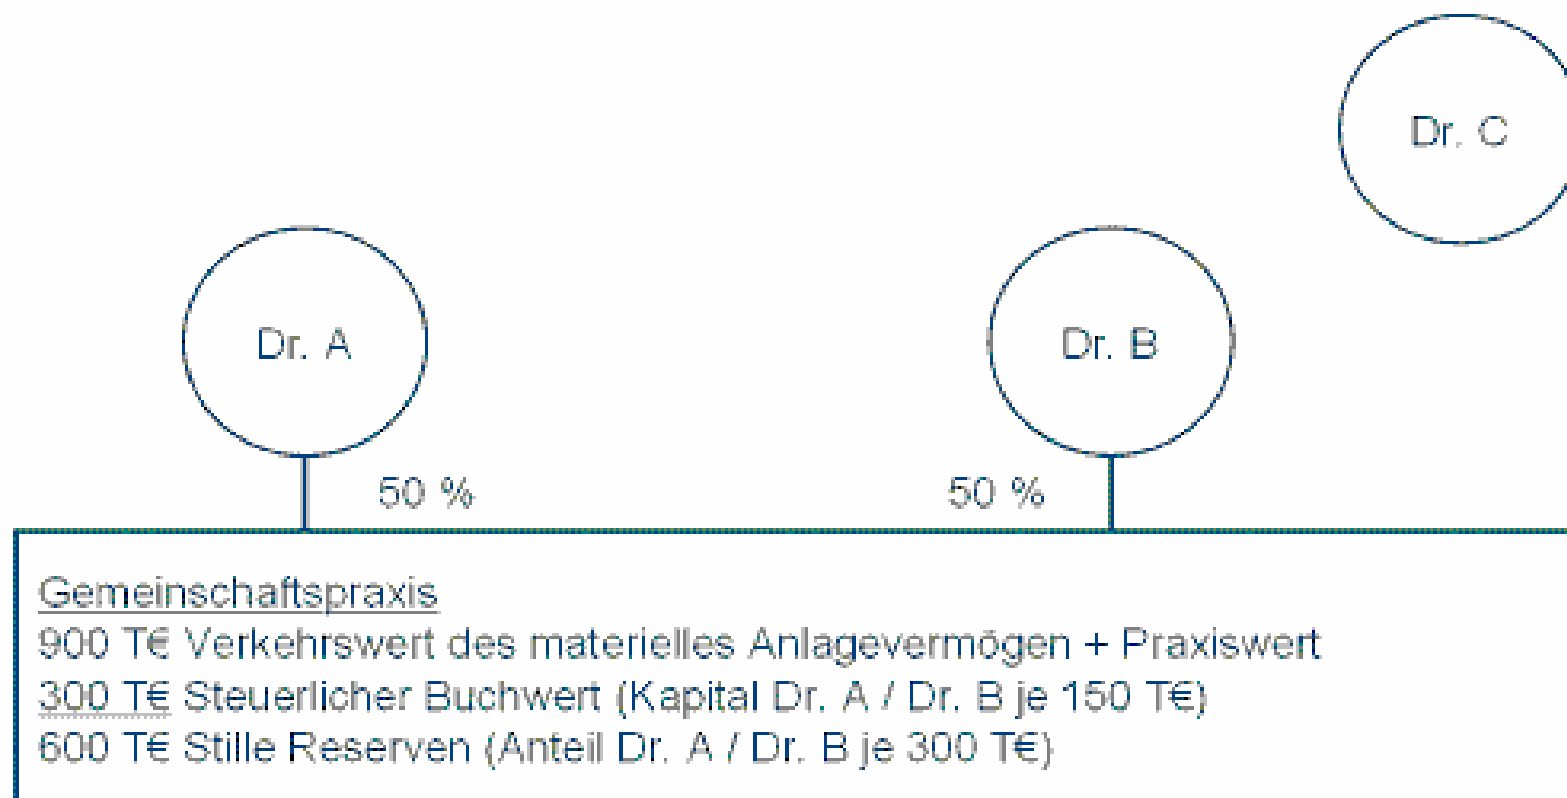 Dr. C
Dr. A
Dr. B
50 %
50 %
Gemeinschaftspraxis
900 T€ Verkehrswert des materielles Anlagevermögen + Praxiswert
300 T€ Steuerlicher Buchwert (Kapital Dr. A / Dr. B je 150 T€)
600 T€ Stille Reserven (Anteil Dr. A / Dr. B je 300 T€)